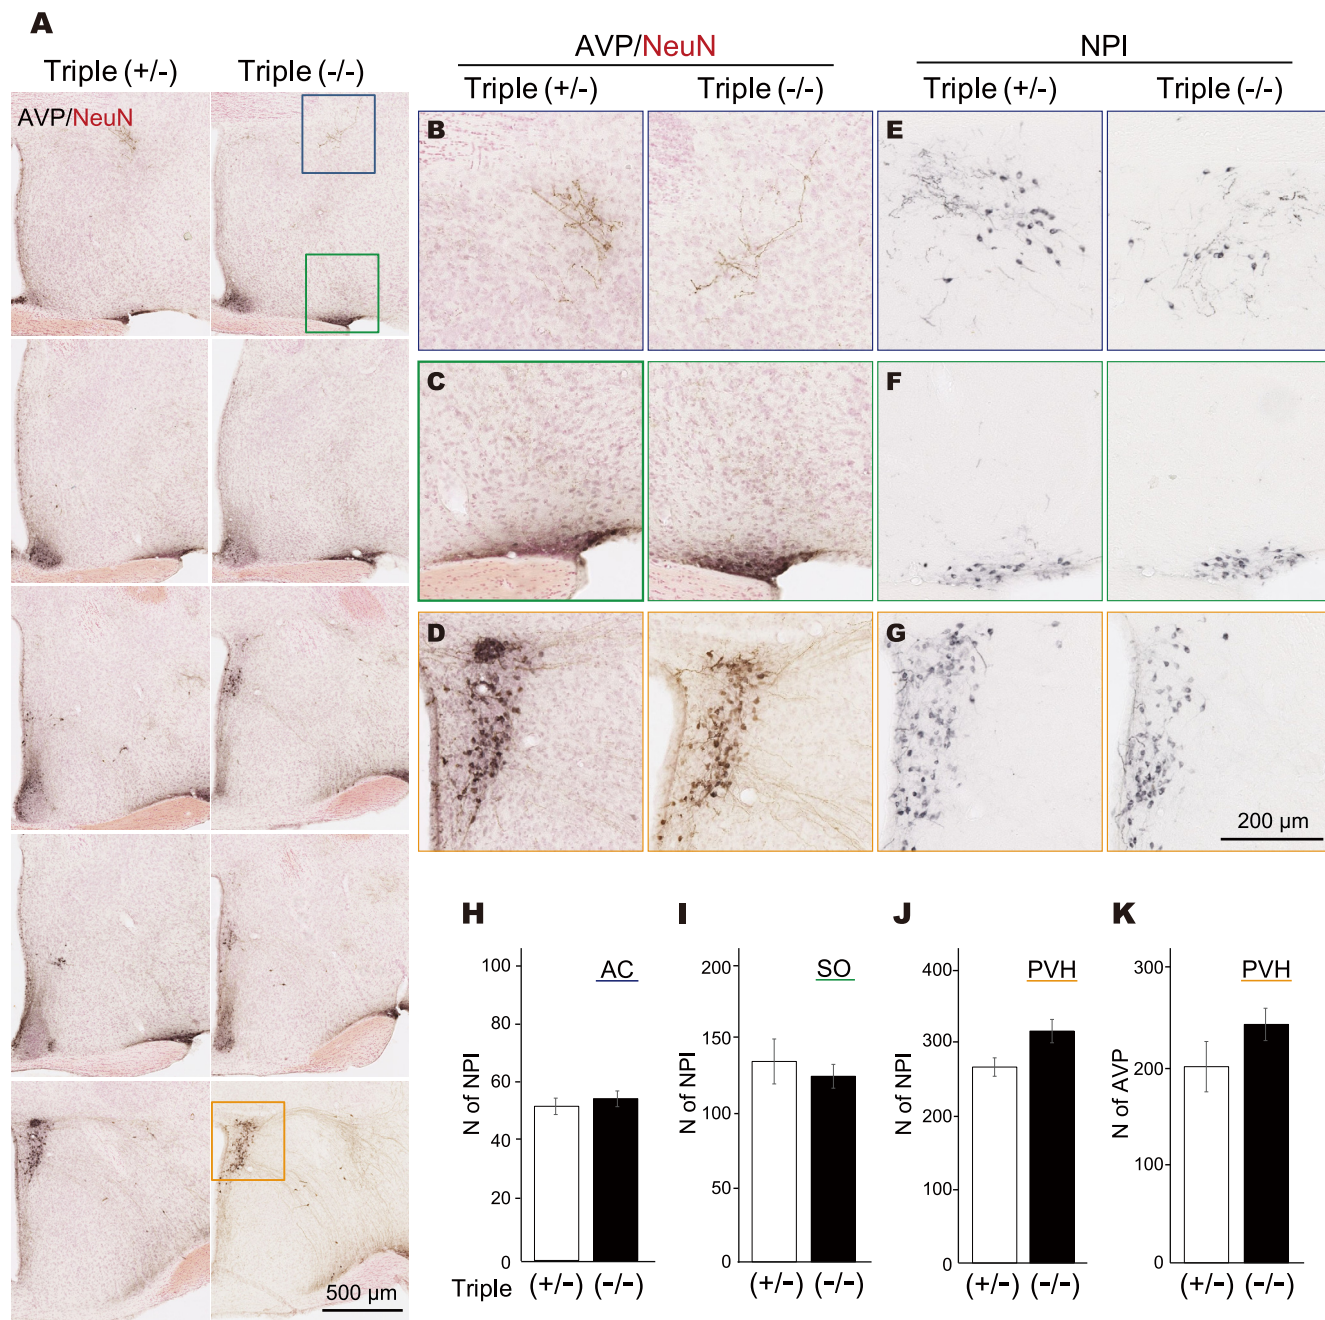 A
Triple (+/-) Triple (-/-)
AVP/NeuN
AVP/NeuN NPI
Triple (+/-) Triple (-/-) Triple (+/-) Triple (-/-)
B E
C F
D G
200 µm
500 µm
H
AC
N of NPI
100
80
60
40
20
0
Triple (+/-) (-/-)
I
SO
N of NPI
200
150
100
50
0
(+/-) (-/-)
J
PVH
N of NPI
400
300
200
100
0
(+/-) (-/-)
K
PVH
N of AVP
300
200
100
0
(+/-) (-/-)